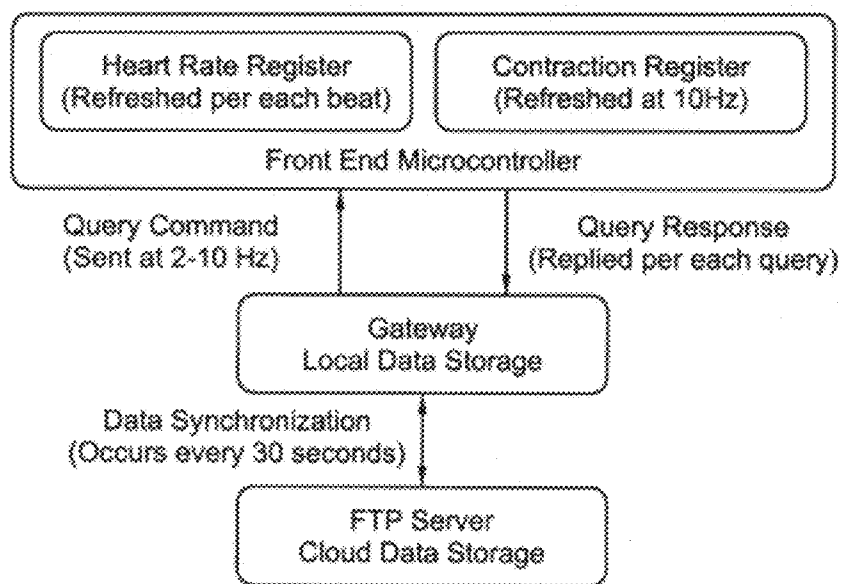 Heart Rate Register
(Refreshed per each beat)
Contraction Register
(Refreshed at 10Hz)
Front End Microcontroller
Query Command
(Sent at 2-10 Hz)
Query Response
(Replied per each query)
Gateway
Local Data Storage
Data Synchronization
(Occurs every 30 seconds)
FTP Server
Cloud Data Storage